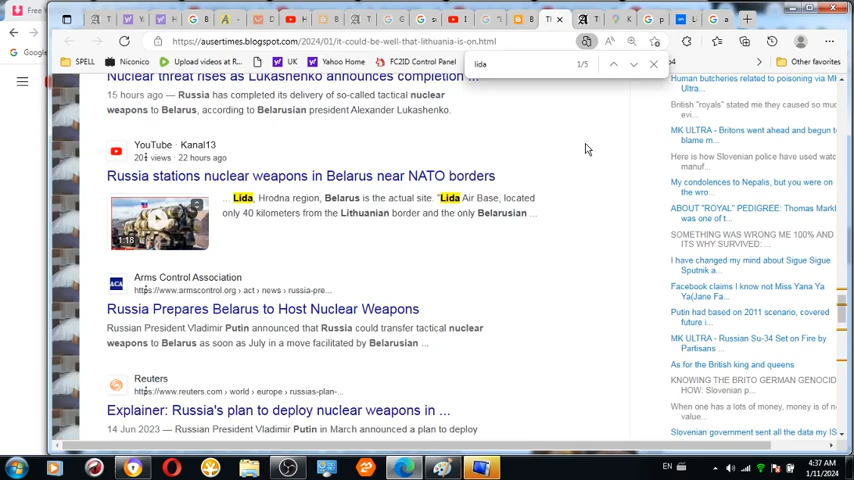 T
Y
H
B
A
Dida
H
T
G
si
I
"l
B
Tl
T
K
p
Li
a
https://ausertimes.blogspot.com/2024/01/it-could-be-well-that-lithuania-is-on.html
SPELL
Niconico
Upload videos at R...
UK
Yahoo Home
FC2ID Control Panel
Other favorites
lida
1/5
Google
Nuclear threat rises as Lukashenko announces completion ...
15 hours ago — Russia has completed its delivery of so-called tactical nuclear
weapons to Belarus, according to Belarusian president Alexander Lukashenko.
YouTube · Kanal13
20+ views · 22 hours ago
Russia stations nuclear weapons in Belarus near NATO borders
... Lida, Hrodna region, Belarus is the actual site. "Lida Air Base, located
only 40 kilometers from the Lithuanian border and the only Belarusian ...
1:18
ACA
Arms Control Association
https://www.armscontrol.org › act › news › russia-pre...
Russia Prepares Belarus to Host Nuclear Weapons
Russian President Vladimir Putin announced that Russia could transfer tactical nuclear
weapons to Belarus as soon as July in a move facilitated by Belarusian ...
Reuters
https://www.reuters.com › world › europe › russias-plan-...
Explainer: Russia's plan to deploy nuclear weapons in ...
14 Jun 2023 — Russian President Vladimir Putin in March announced a plan to deploy
Human butcheries related to poisoning via MK
Ult...
British "royals" stated me they caused so muc
evi...
MK ULTRA - Britons went ahead and begun t
blame m...
Here is how Slovenian police have used watc
manuf...
My condolences to Nepalis, but you were on
the wro...
ABOUT "ROYAL" PEDIGREE: Thomas Markl
was one of t...
SOMETHING WAS WRONG ME 100% AND
ITS WHY SURVIVED: ...
I have changed my mind about Sigue Sigue
Sputnik a...
Facebook claims I know not Miss Yana Ya
Ya(Jane Fa...
Putin had based on 2011 scenario, covered
future i...
MK ULTRA - Russian Su-34 Set on Fire by
Partisans ...
As for the British king and queens
KNOWING THE BRITO GERMAN GENOCID
HOW: Slovenian p...
When one has a lots of money, money is of n
value...
Slovenian government sent all the data my IS
EN
4:37 AM
1/11/2024